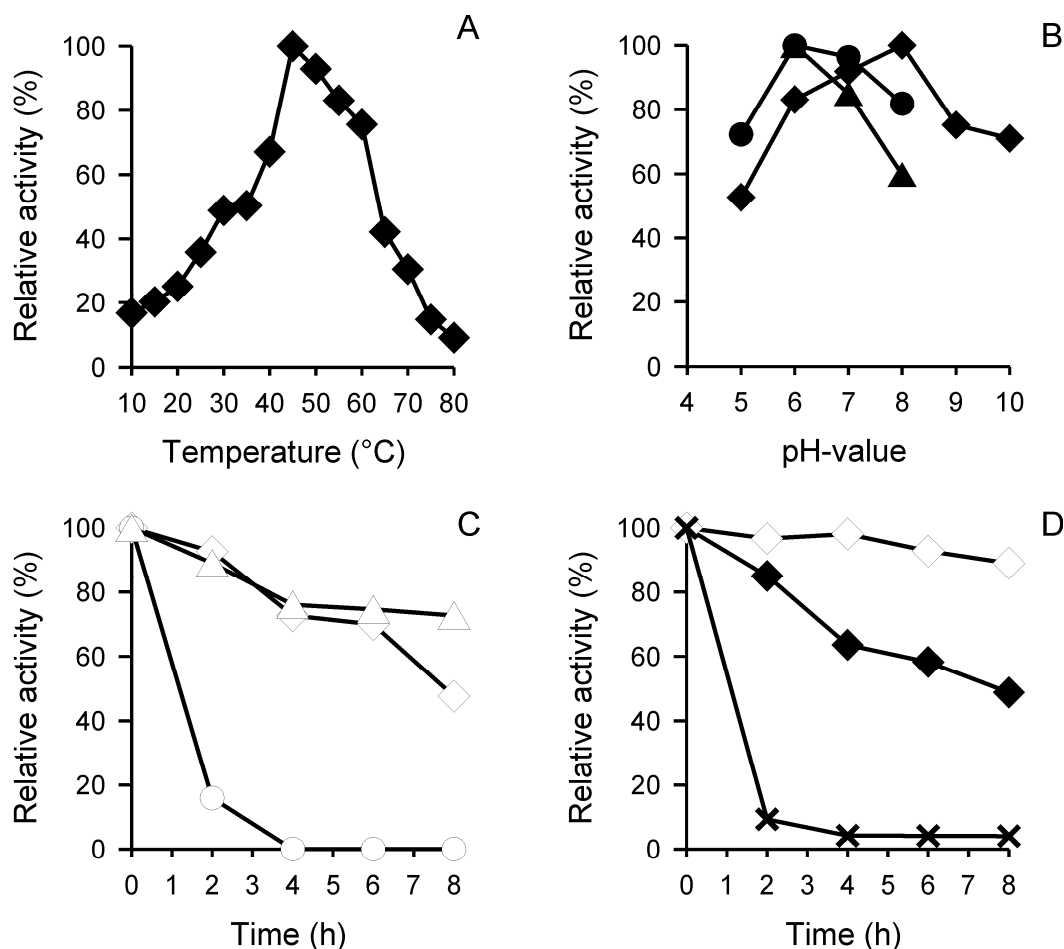 A
Relative activity (%)
100
80
60
40
20
0
10 20 30 40 50 60 70 80
Temperature (°C)
B
Relative activity (%)
100
80
60
40
20
0
4 5 6 7 8 9 10
pH-value
C
Relative activity (%)
100
80
60
40
20
0
0 1 2 3 4 5 6 7 8
Time (h)
D
Relative activity (%)
100
80
60
40
20
0
0 1 2 3 4 5 6 7 8
Time (h)